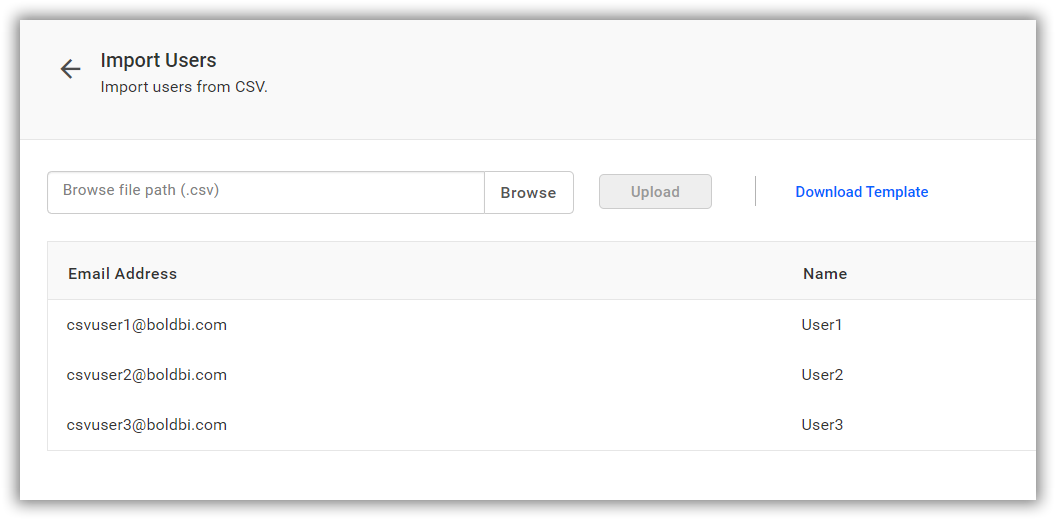 Import Users
Import users from CSV.
Browse file path (.csv) Browse Upload Download Template
Email Address Name
csvuser1@boldbi.com User1
csvuser2@boldbi.com User2
csvuser3@boldbi.com User3